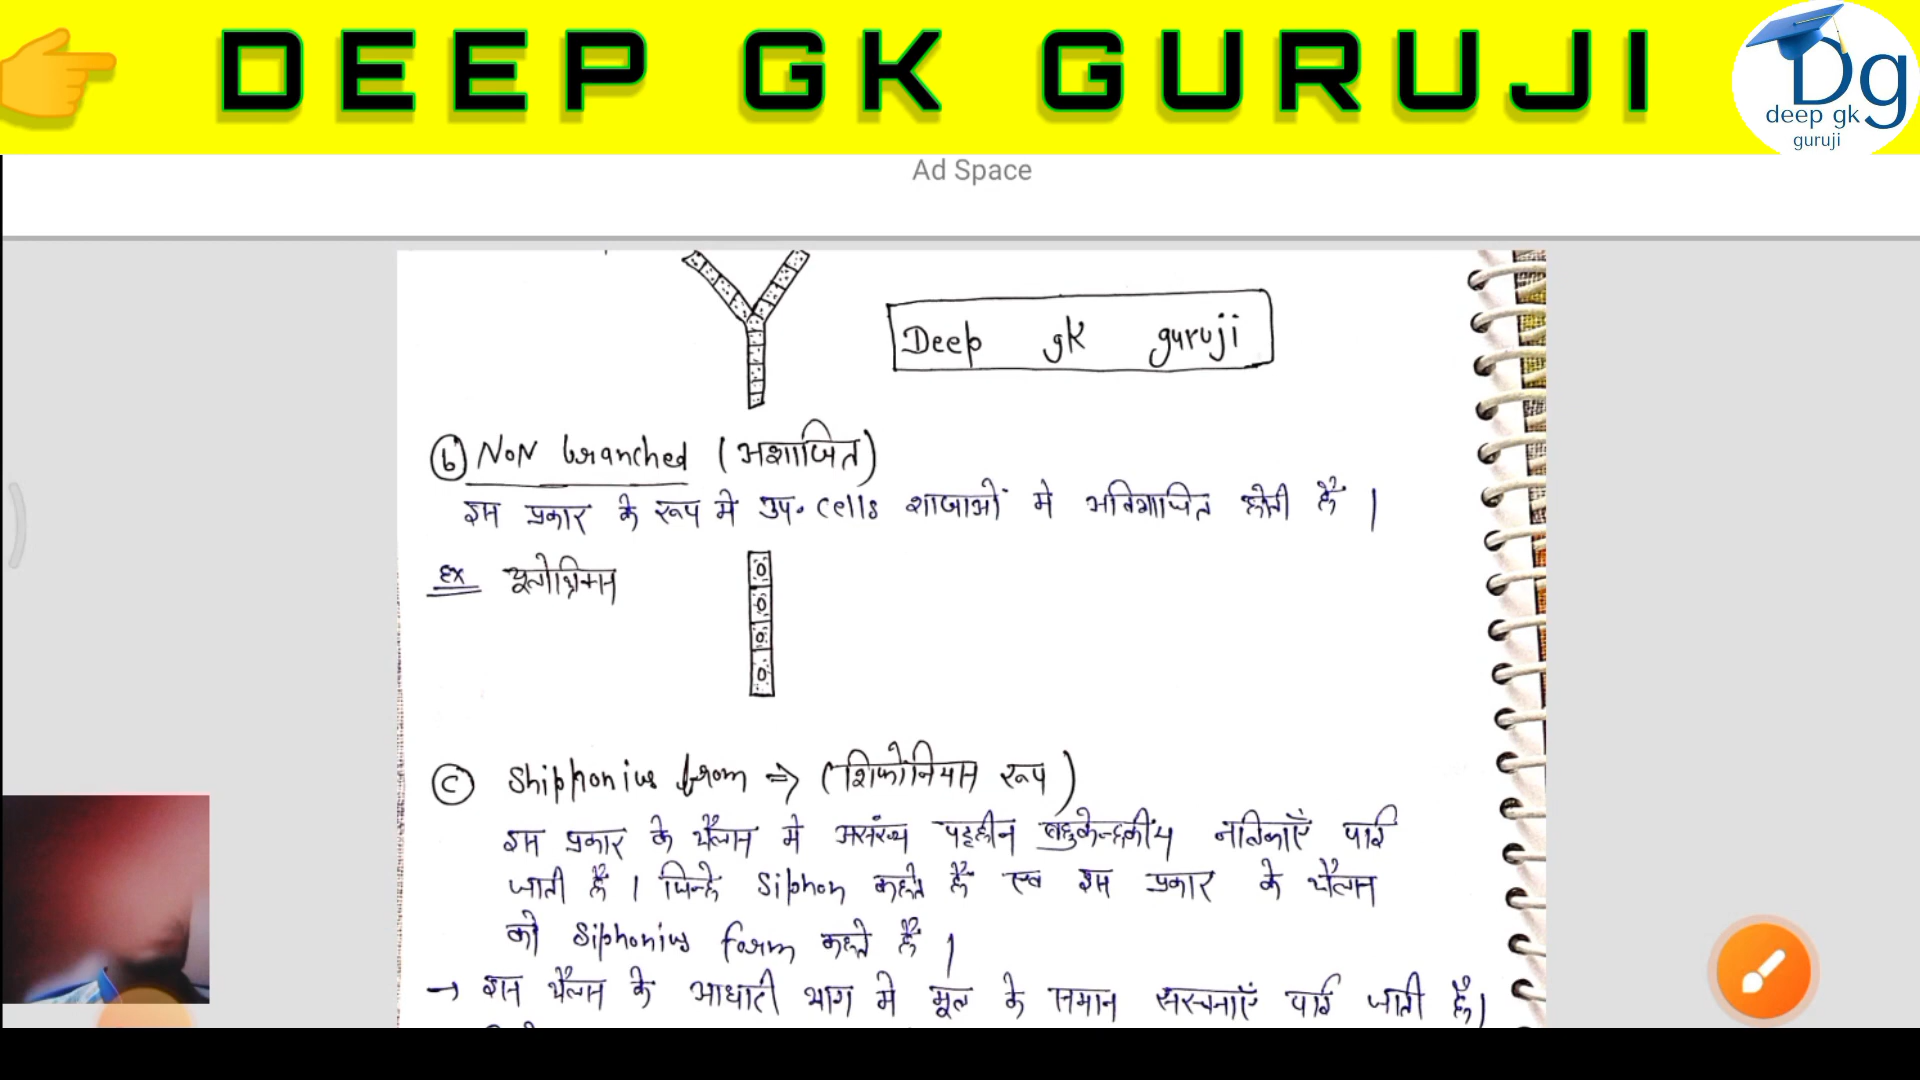 DEEP GK GURUJI
Dg
deep gk
guruji
Ad Space
Deep gk guruji
(b) Non branched (अशाखित)
इस प्रकार के रूप में उप. cells शाखाओं मे अविभाजित होती है ।
Ex यूलोथ्रिक्स
(c) Shiphonius from ⇒ (शिफोनियस रूप)
इस प्रकार के थैलस मे असंख्य पट्टहीन बहुकेन्द्रकीय नलिकाएँ पाई
जाती है । जिन्हे Siphon कहते है एव इस प्रकार के थैलस
को Siphonius form कहते है ।
→ इस थैलस के आधारी भाग मे मूल के समान सरचनाएँ पाई जाती है।